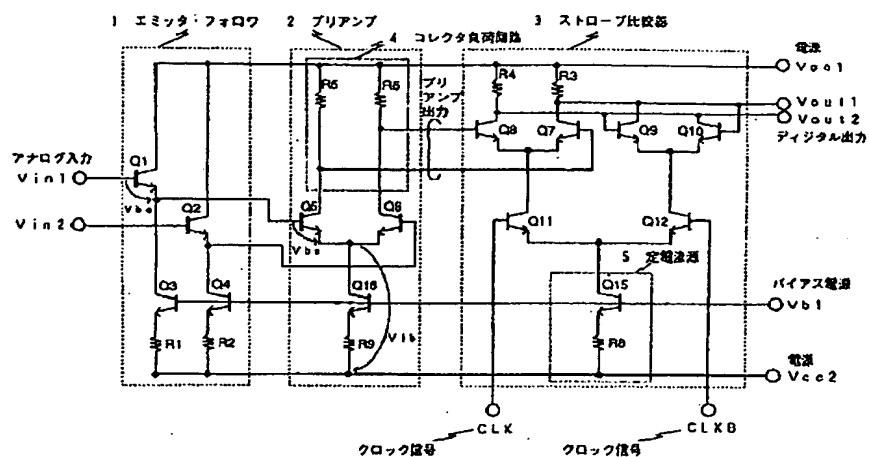 1 エミッタ・フォロワ
2 プリアンプ
4 コレクタ負荷回路
3 ストローブ比較器
電源
Vcc1
R5
R5
プリ
アンプ
出力
R4
R3
Vout1
Vout2
ディジタル出力
Q8
Q7
Q9
Q10
アナログ入力
Vin1
Q1
Vbe
Vin2
Q2
Q5
Q6
Vbe
Q11
Q12
5 定電流源
Q3
Q4
Q16
Q15
バイアス電源
Vb1
V1b
R1
R2
R9
R8
電源
Vcc2
CLK
CLKB
クロック信号
クロック信号